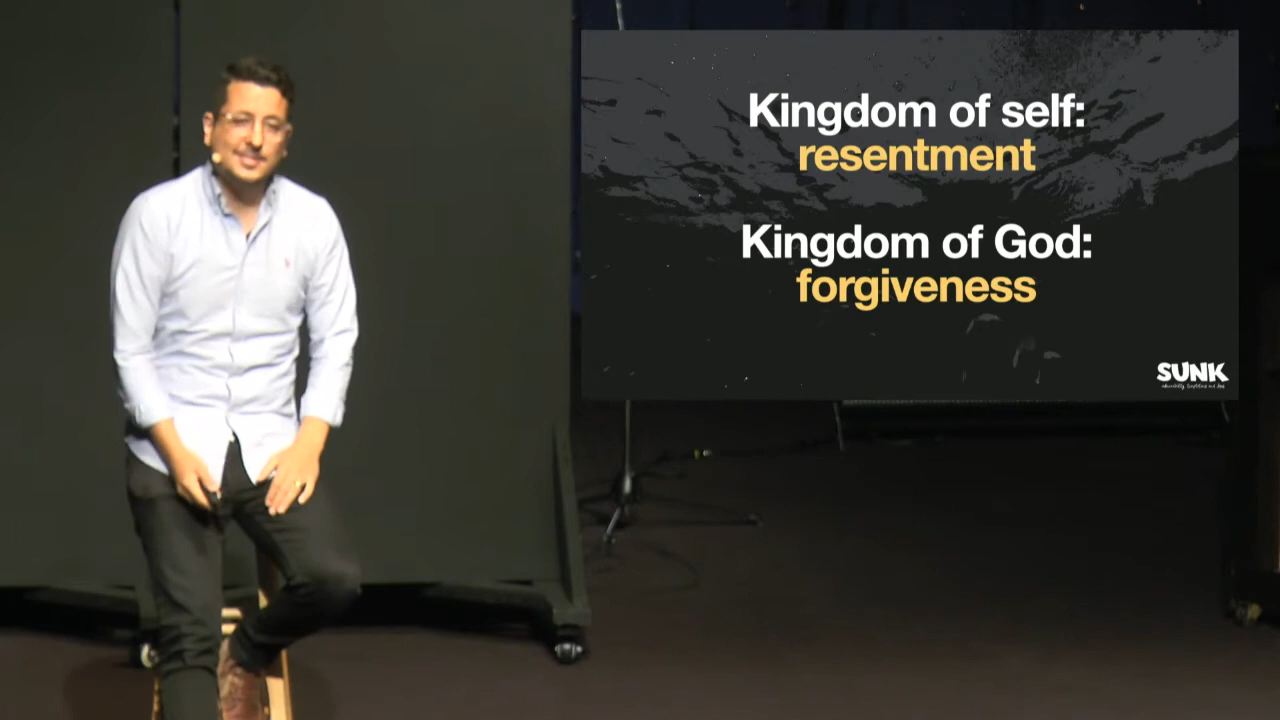 Kingdom of self:
resentment
Kingdom of God:
forgiveness
SUNK